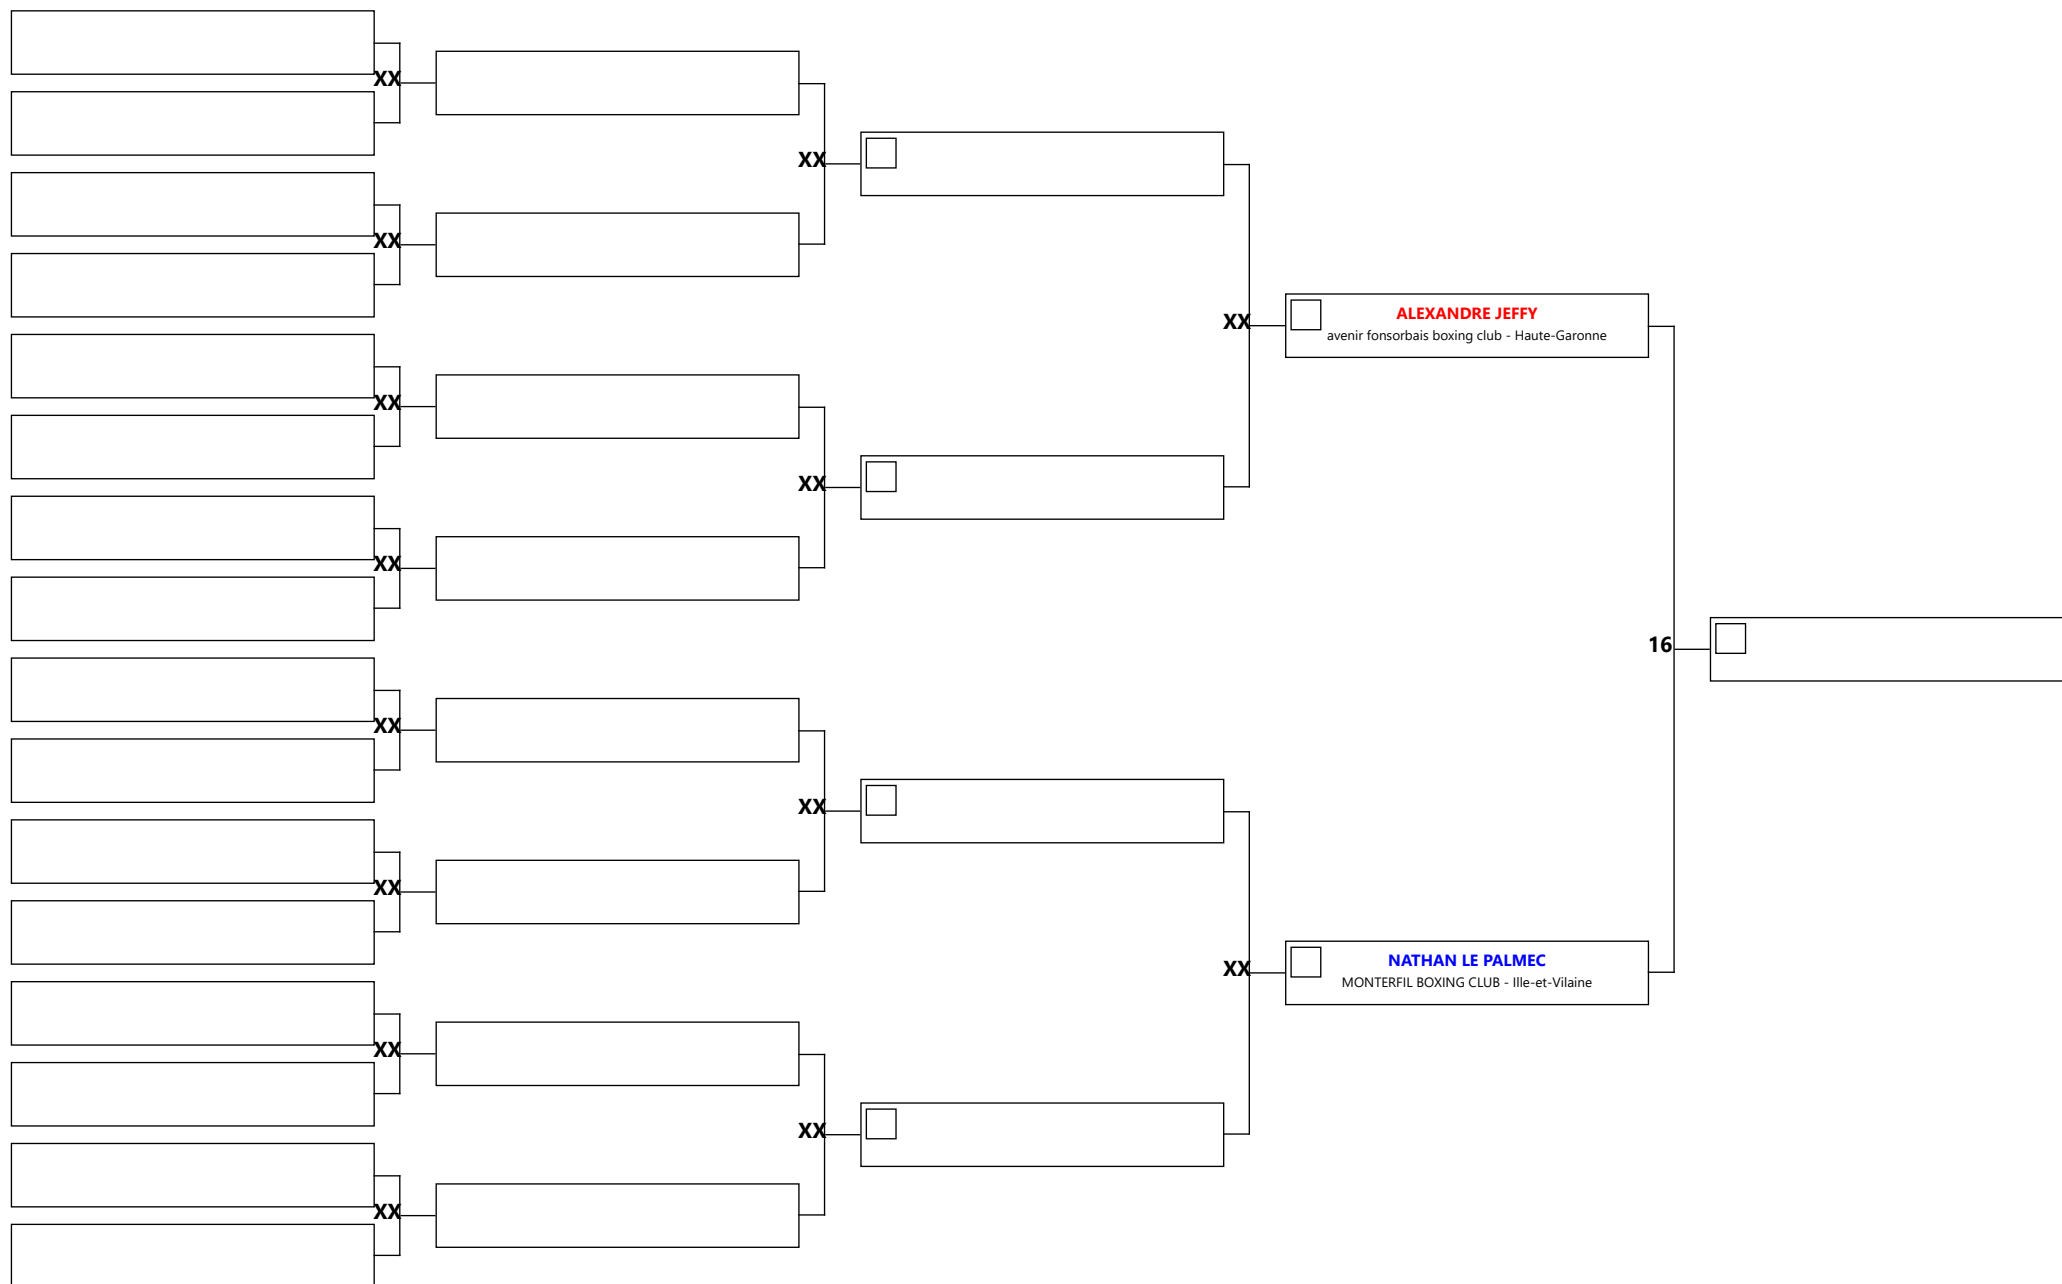 XX
XX
XX
XX
XX
ALEXANDRE JEFFY
avenir fonsorbais boxing club - Haute-Garonne
XX
XX
XX
16
XX
XX
XX
XX
NATHAN LE PALMEC
MONTERFIL BOXING CLUB - Ille-et-Vilaine
XX
XX
XX